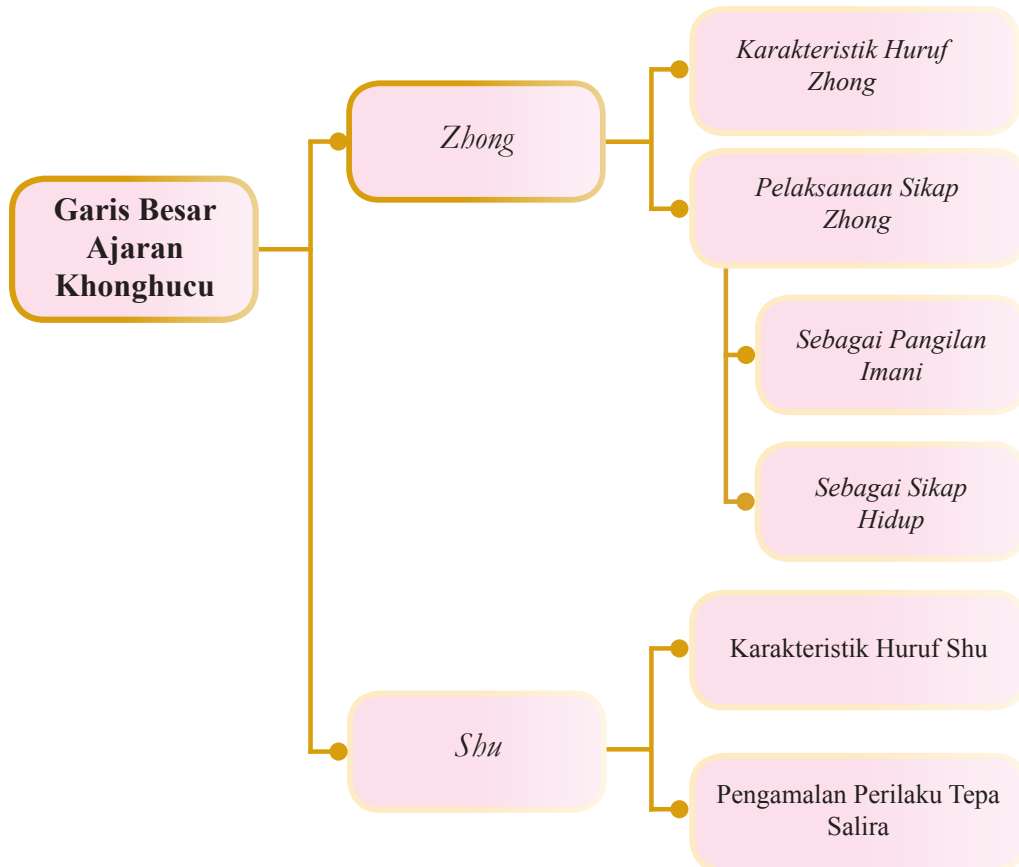 Garis Besar
Ajaran
Khonghucu
Zhong
Karakteristik Huruf
Zhong
Pelaksanaan Sikap
Zhong
Sebagai Pangilan
Imani
Sebagai Sikap
Hidup
Shu
Karakteristik Huruf Shu
Pengamalan Perilaku Tepa
Salira